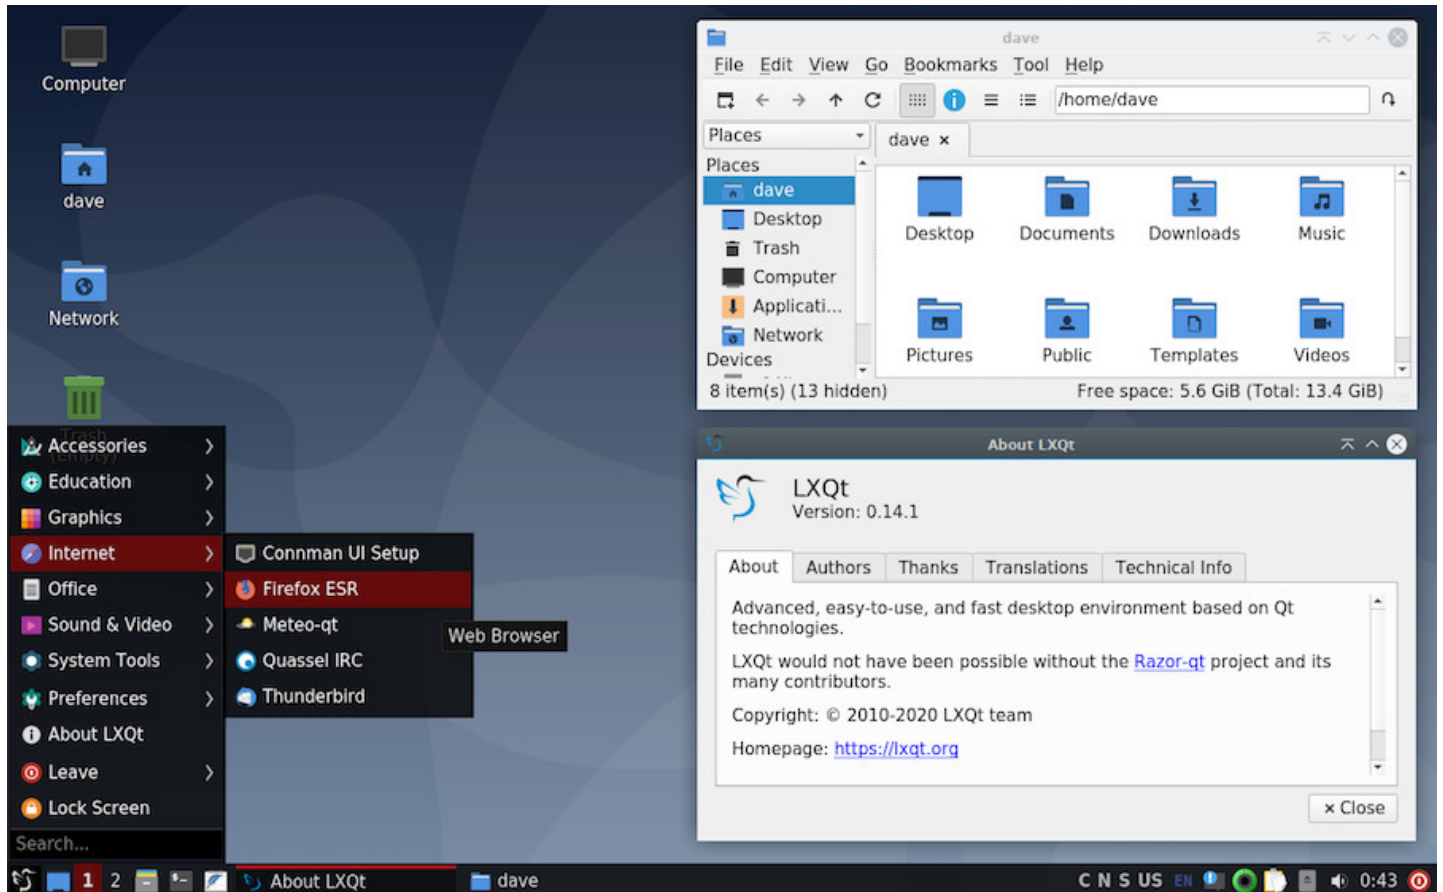 Computer
dave
Network
Trash
(Empty)
Accessories
Education
Graphics
Internet
Office
Sound & Video
System Tools
Preferences
About LXQt
Leave
Lock Screen
Search...
Connman UI Setup
Firefox ESR
Meteo-qt
Quassel IRC
Thunderbird
Web Browser
dave
File Edit View Go Bookmarks Tool Help
/home/dave
Places
dave
Places
dave
Desktop
Trash
Computer
Applicati...
Network
Devices
Desktop Documents Downloads Music
Pictures Public Templates Videos
8 item(s) (13 hidden) Free space: 5.6 GiB (Total: 13.4 GiB)
About LXQt
LXQt
Version: 0.14.1
About Authors Thanks Translations Technical Info
Advanced, easy-to-use, and fast desktop environment based on Qt
technologies.
LXQt would not have been possible without the Razor-qt project and its
many contributors.
Copyright: © 2010-2020 LXQt team
Homepage: https://lxqt.org
Close
1 2 About LXQt dave C N S US EN 0:43